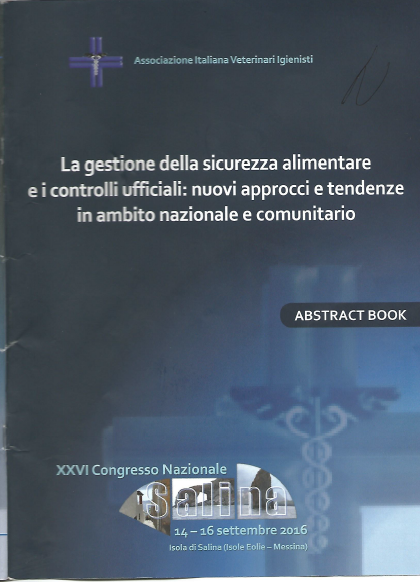 Associazione Italiana Veterinari Igienisti
La gestione della sicurezza alimentare
e i controlli ufficiali: nuovi approcci e tendenze
in ambito nazionale e comunitario
ABSTRACT BOOK
XXVI Congresso Nazionale
Salina
14 – 16 settembre 2016
Isola di Salina (Isole Eolie – Messina)